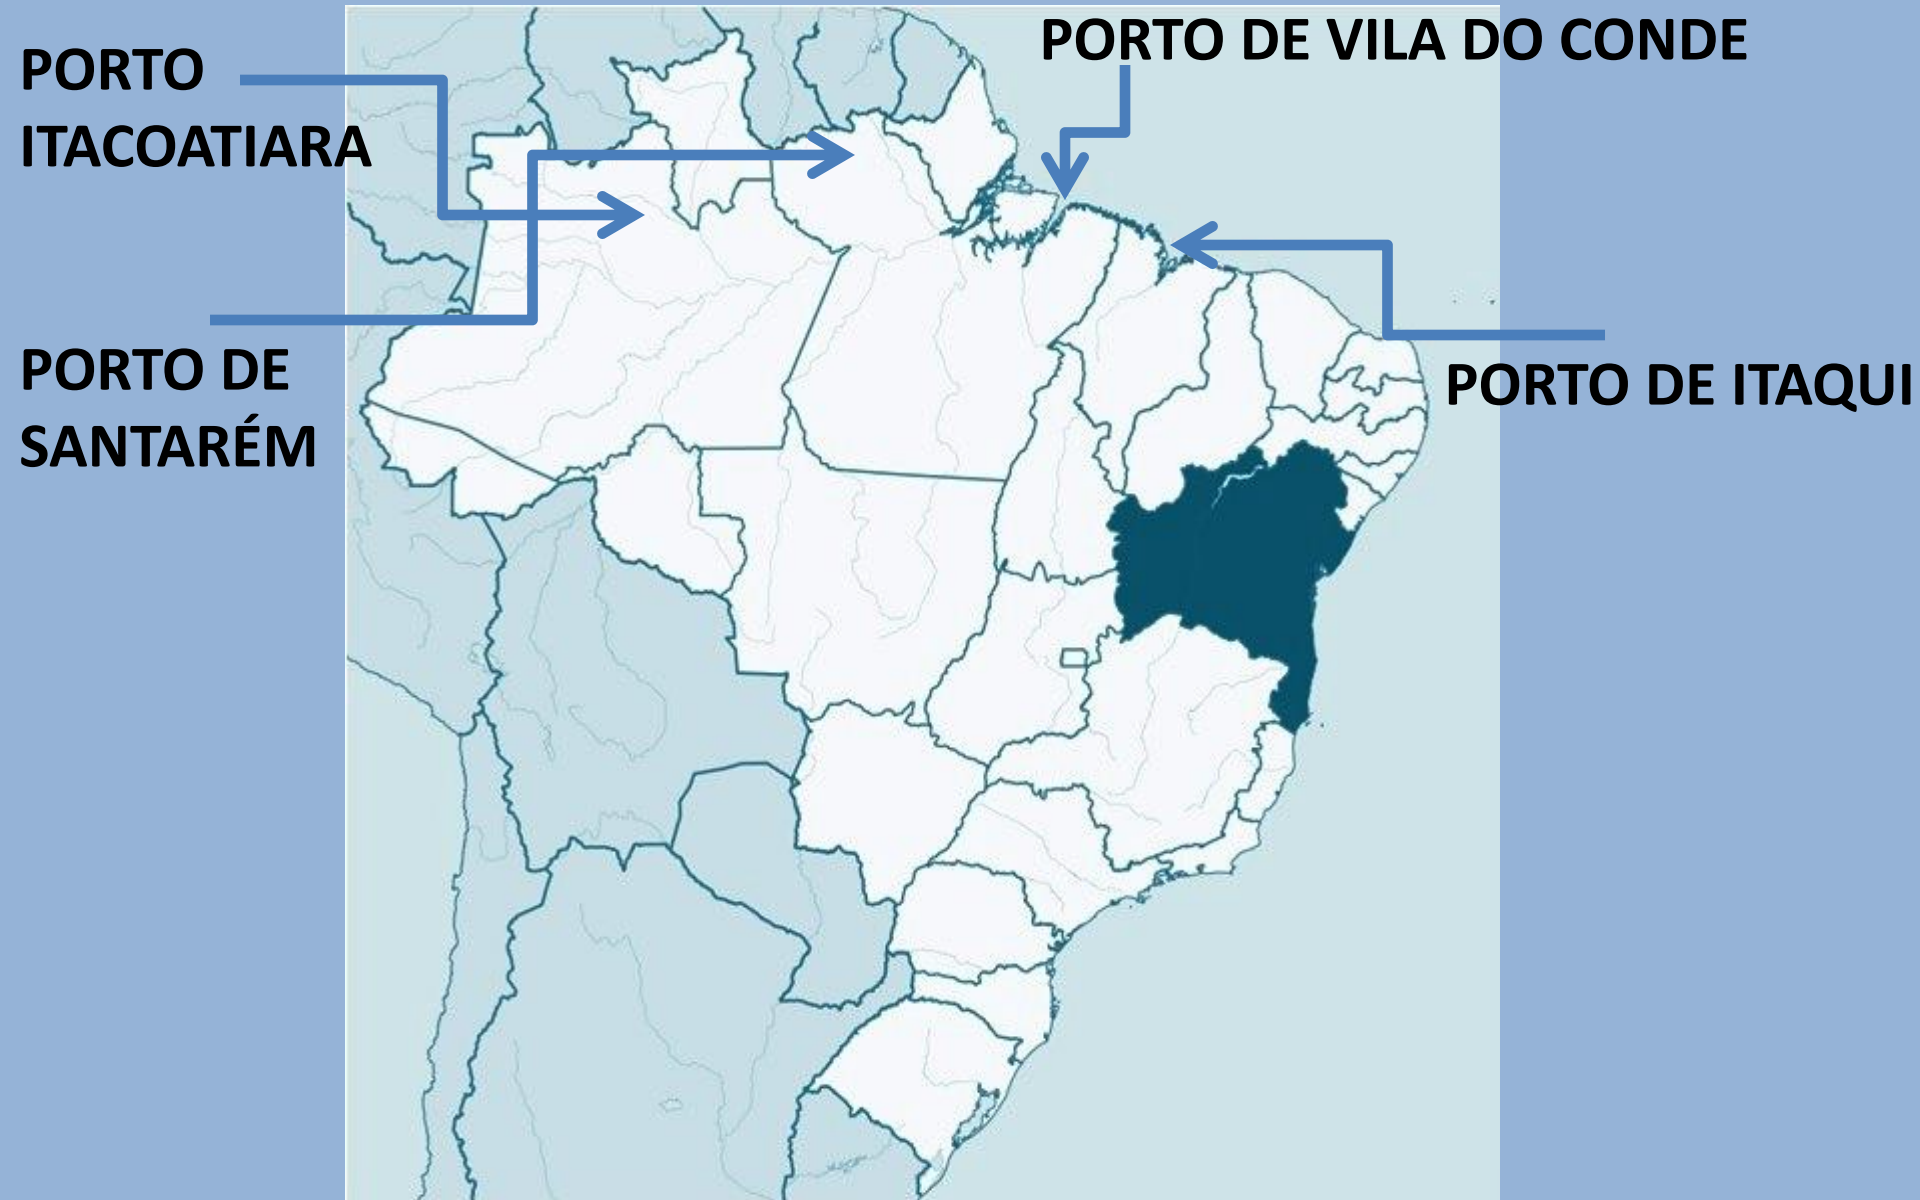 PORTO
ITACOATIARA
PORTO DE VILA DO CONDE
PORTO DE
SANTARÉM
PORTO DE ITAQUI